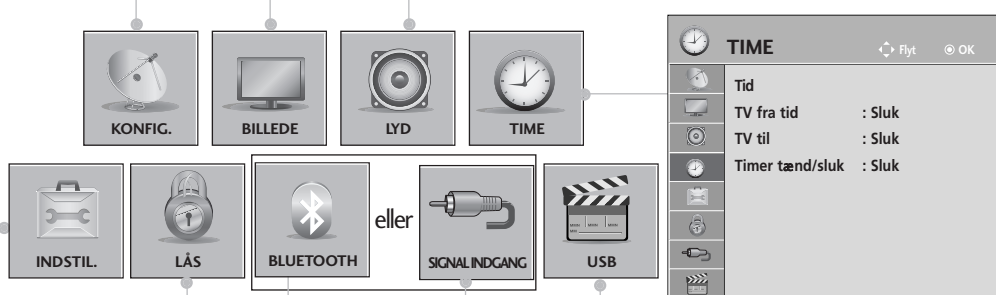 KONFIG.
BILLEDE
LYD
TIME
INDSTIL.
LÅS
BLUETOOTH
eller
SIGNAL INDGANG
USB
TIME
Flyt
OK
Tid
TV fra tid : Sluk
TV til : Sluk
Timer tænd/sluk : Sluk